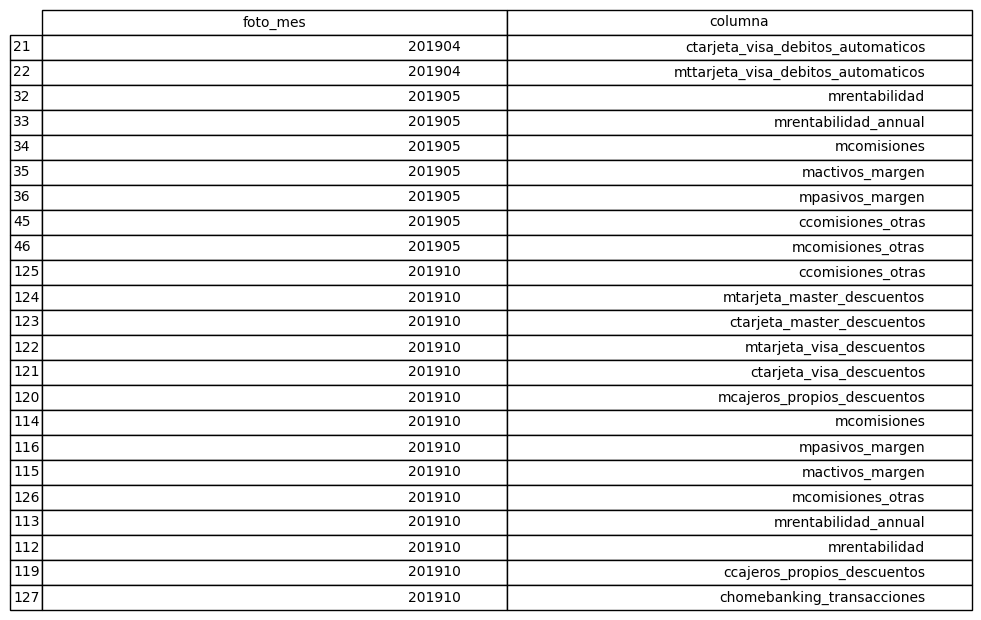 foto_mes columna
21 201904 ctarjeta_visa_debitos_automaticos
22 201904 mttarjeta_visa_debitos_automaticos
32 201905 mrentabilidad
33 201905 mrentabilidad_annual
34 201905 mcomisiones
35 201905 mactivos_margen
36 201905 mpasivos_margen
45 201905 ccomisiones_otras
46 201905 mcomisiones_otras
125 201910 ccomisiones_otras
124 201910 mtarjeta_master_descuentos
123 201910 ctarjeta_master_descuentos
122 201910 mtarjeta_visa_descuentos
121 201910 ctarjeta_visa_descuentos
120 201910 mcajeros_propios_descuentos
114 201910 mcomisiones
116 201910 mpasivos_margen
115 201910 mactivos_margen
126 201910 mcomisiones_otras
113 201910 mrentabilidad_annual
112 201910 mrentabilidad
119 201910 ccajeros_propios_descuentos
127 201910 chomebanking_transacciones